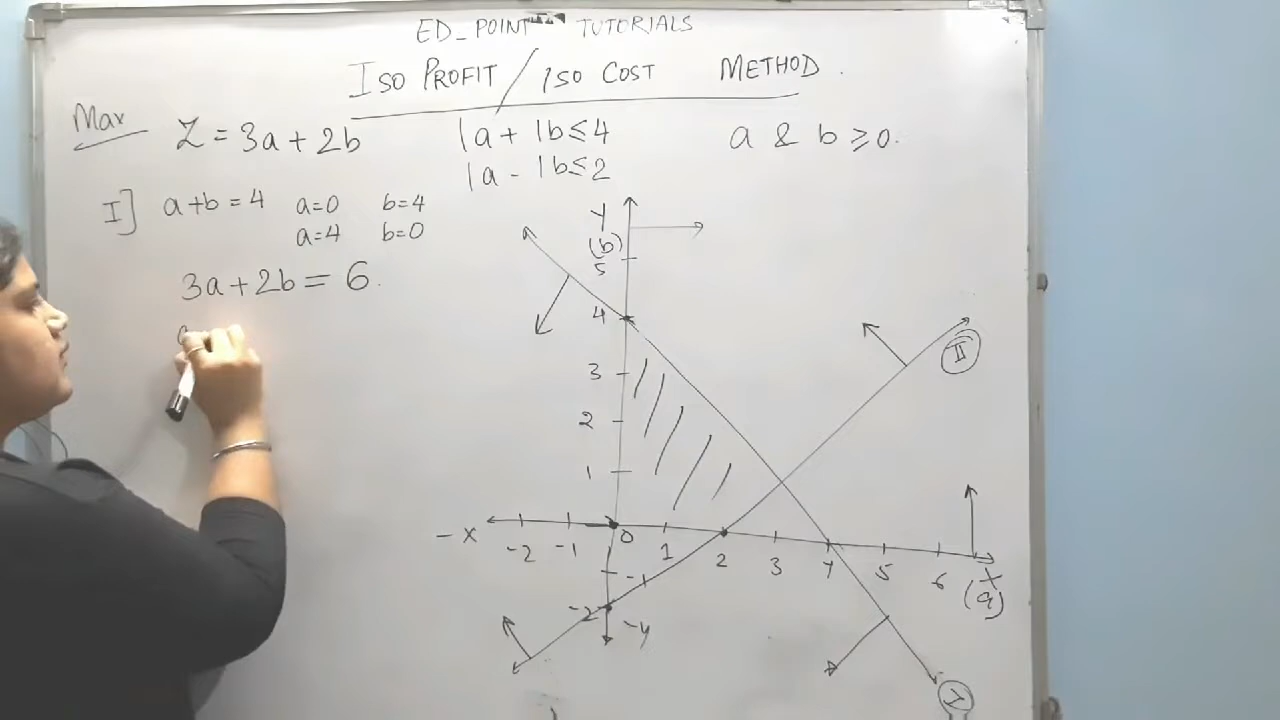 ED_POINT TUTORIALS
ISO PROFIT / ISO COST METHOD.
Max Z = 3a + 2b
1a + 1b ≤ 4
1a - 1b ≤ 2
a & b ≥ 0.
I] a+b = 4 a=0 b=4
a=4 b=0
3a + 2b = 6.
Y
(b)
5
4
3
2
1
II
-X -2 -1 0 1 2 3 4 5 6 X
(a)
-1
-2
-Y
I